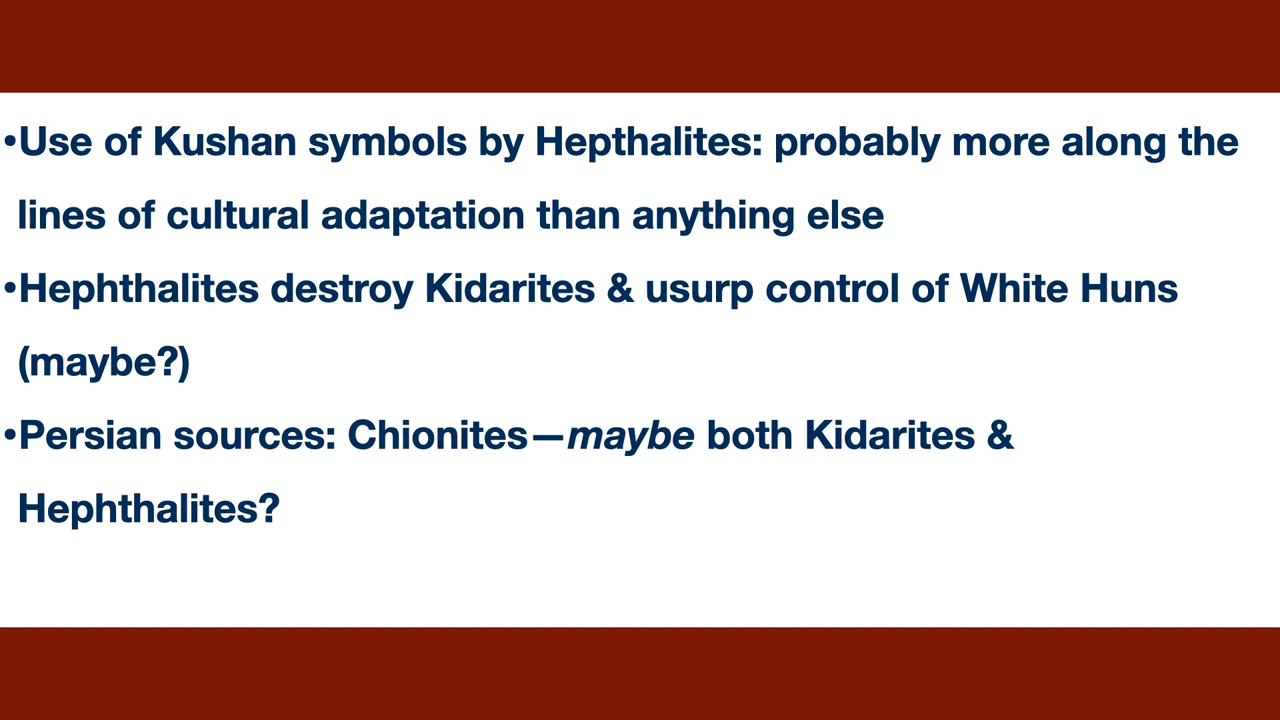 •Use of Kushan symbols by Hepthalites: probably more along the
lines of cultural adaptation than anything else
•Hephthalites destroy Kidarites & usurp control of White Huns
(maybe?)
•Persian sources: Chionites—maybe both Kidarites &
Hephthalites?